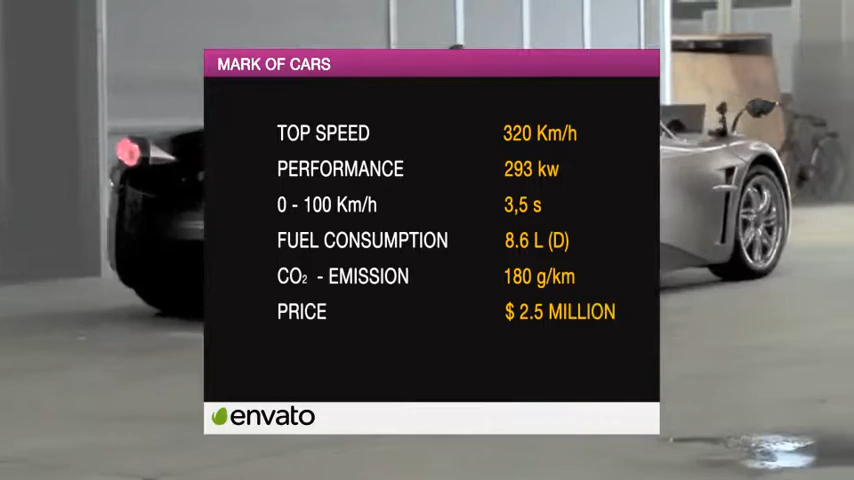 MARK OF CARS
TOP SPEED 320 Km/h
PERFORMANCE 293 kw
0 - 100 Km/h 3,5 s
FUEL CONSUMPTION 8.6 L (D)
CO₂ - EMISSION 180 g/km
PRICE $ 2.5 MILLION
envato